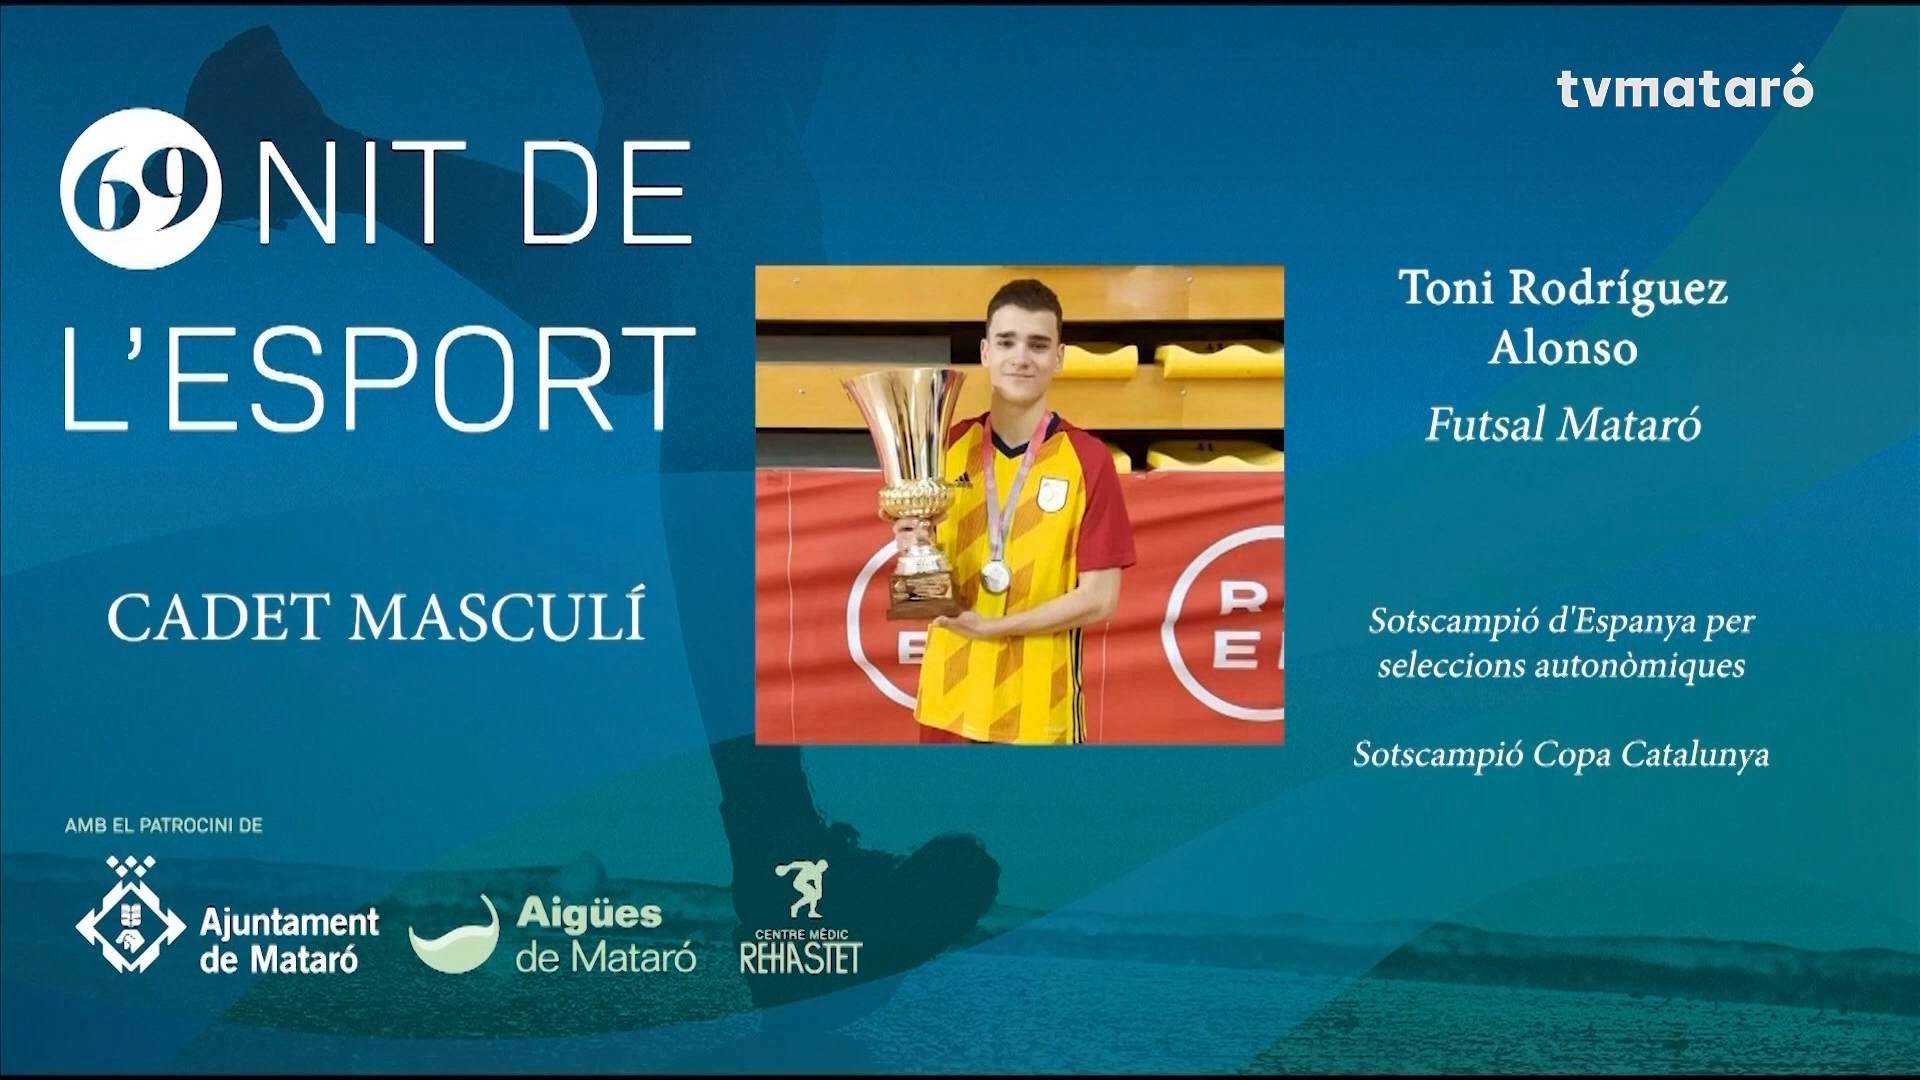 tvmataró
69 NIT DE
L'ESPORT
CADET MASCULÍ
Toni Rodríguez
Alonso
Futsal Mataró
Sotscampió d'Espanya per
seleccions autonòmiques
Sotscampió Copa Catalunya
AMB EL PATROCINI DE
Ajuntament
de Mataró
Aigües
de Mataró
CENTRE MÈDIC
REHASTET